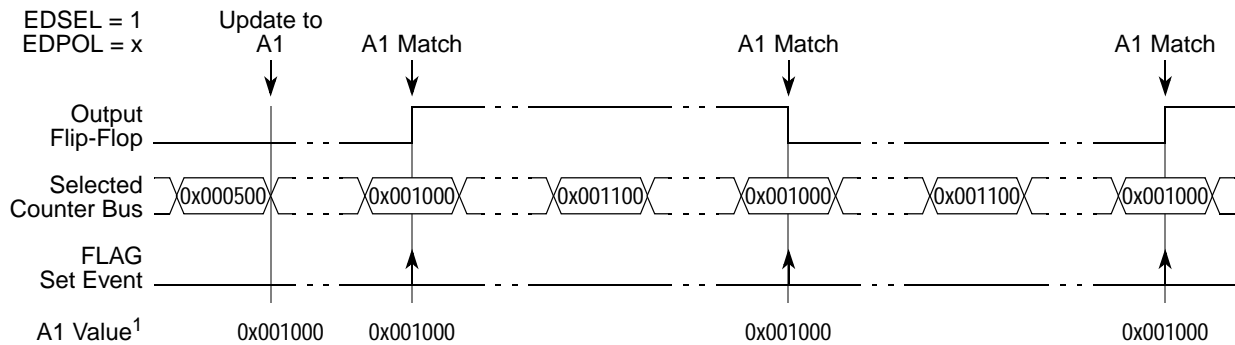 EDSEL = 1
EDPOL = x
Update to
A1
A1 Match
A1 Match
A1 Match
Output
Flip-Flop
Selected
Counter Bus
0x000500
0x001000
0x001100
0x001000
0x001100
0x001000
FLAG
Set Event
A1 Value1 0x001000 0x001000 0x001000 0x001000